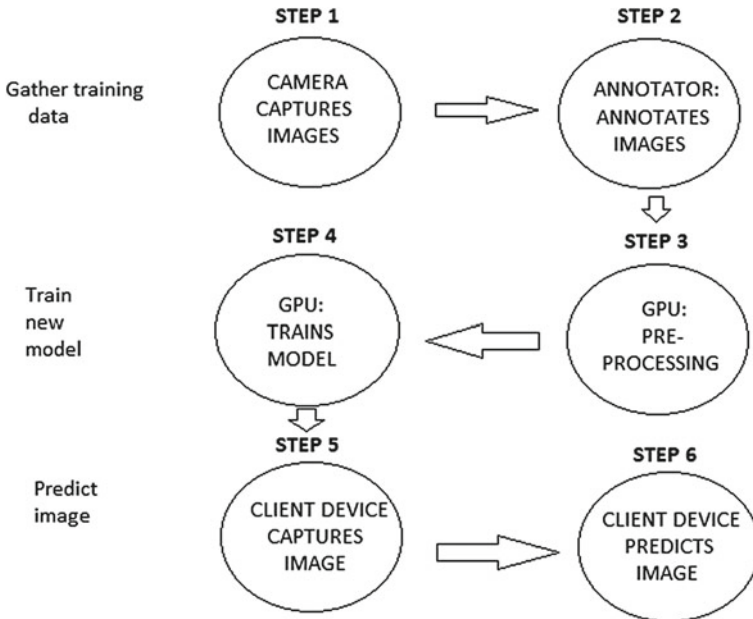 STEP 1
STEP 2
Gather training
data
CAMERA
CAPTURES
IMAGES
ANNOTATOR:
ANNOTATES
IMAGES
STEP 4
STEP 3
Train
new
model
GPU:
TRAINS
MODEL
GPU:
PRE-
PROCESSING
STEP 5
STEP 6
Predict
image
CLIENT DEVICE
CAPTURES
IMAGE
CLIENT DEVICE
PREDICTS
IMAGE